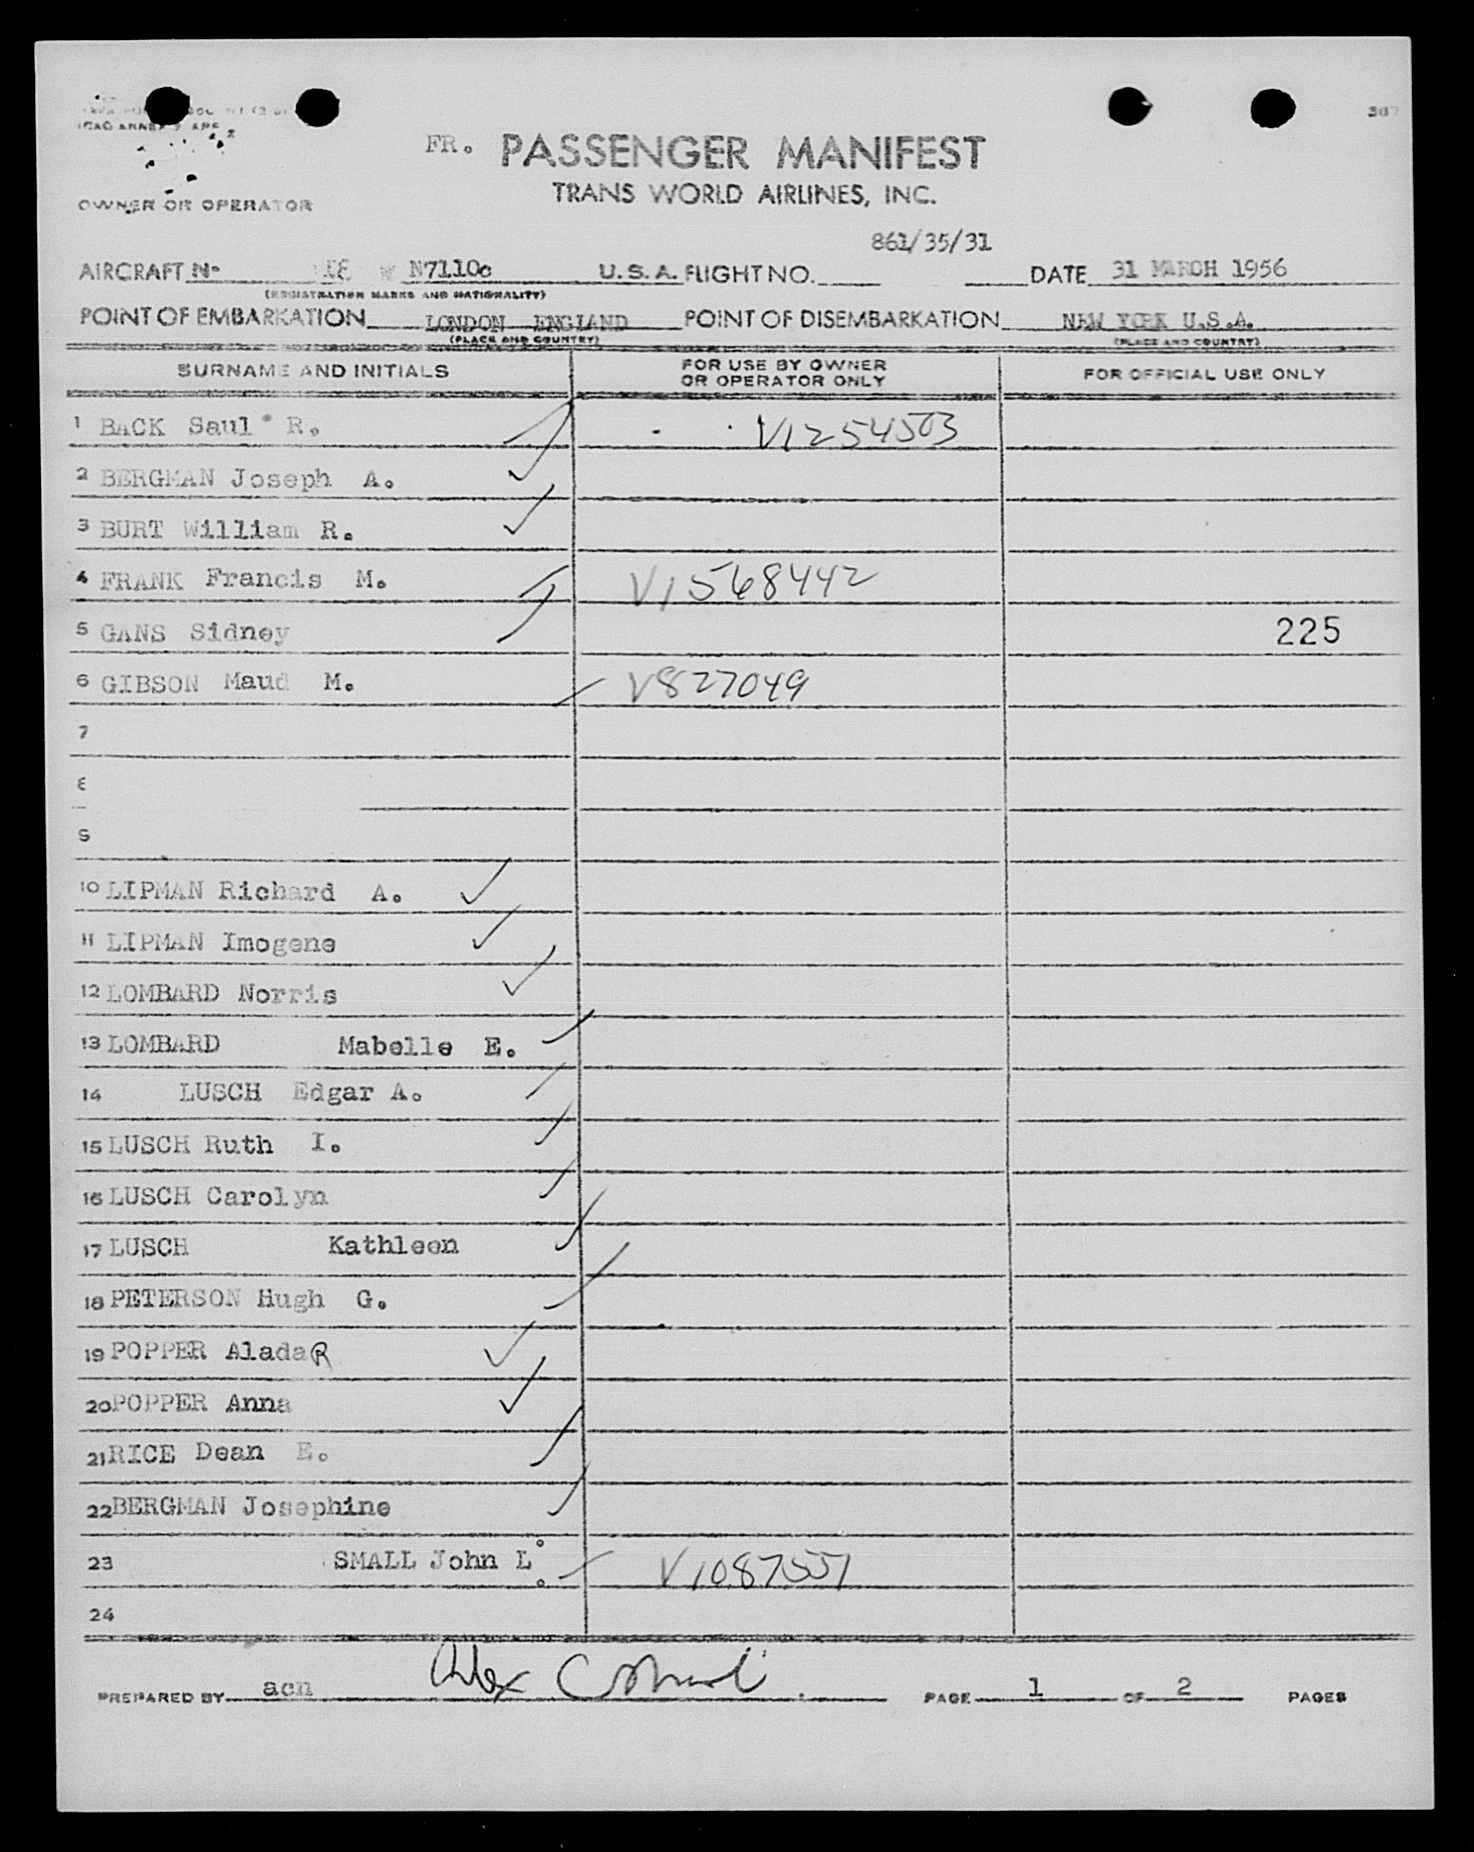 ICAO ANNEX 9 APP 2
307
FR. PASSENGER MANIFEST
TRANS WORLD AIRLINES, INC.
OWNER OR OPERATOR
861/35/31
AIRCRAFT No N7110c U.S.A. FLIGHT NO. DATE 31 MARCH 1956
(REGISTRATION MARKS AND NATIONALITY)
POINT OF EMBARKATION LONDON ENGLAND POINT OF DISEMBARKATION NEW YORK U.S.A.
(PLACE AND COUNTRY) (PLACE AND COUNTRY)
SURNAME AND INITIALS FOR USE BY OWNER OR OPERATOR ONLY FOR OFFICIAL USE ONLY
1 BACK Saul R. V1254503
2 BERGMAN Joseph A.
3 BURT William R.
4 FRANK Francis M. V1568442
5 GANS Sidney 225
6 GIBSON Maud M. V827049
7
8
9
10 LIPMAN Richard A.
11 LIPMAN Imogene
12 LOMBARD Norris
13 LOMBARD Mabelle E.
14 LUSCH Edgar A.
15 LUSCH Ruth I.
16 LUSCH Carolyn
17 LUSCH Kathleen
18 PETERSON Hugh G.
19 POPPER AladaR
20 POPPER Anna
21 RICE Dean E.
22 BERGMAN Josephine
23 SMALL John L. V1087551
24
PREPARED BY acn Alex PAGE 1 OF 2 PAGES